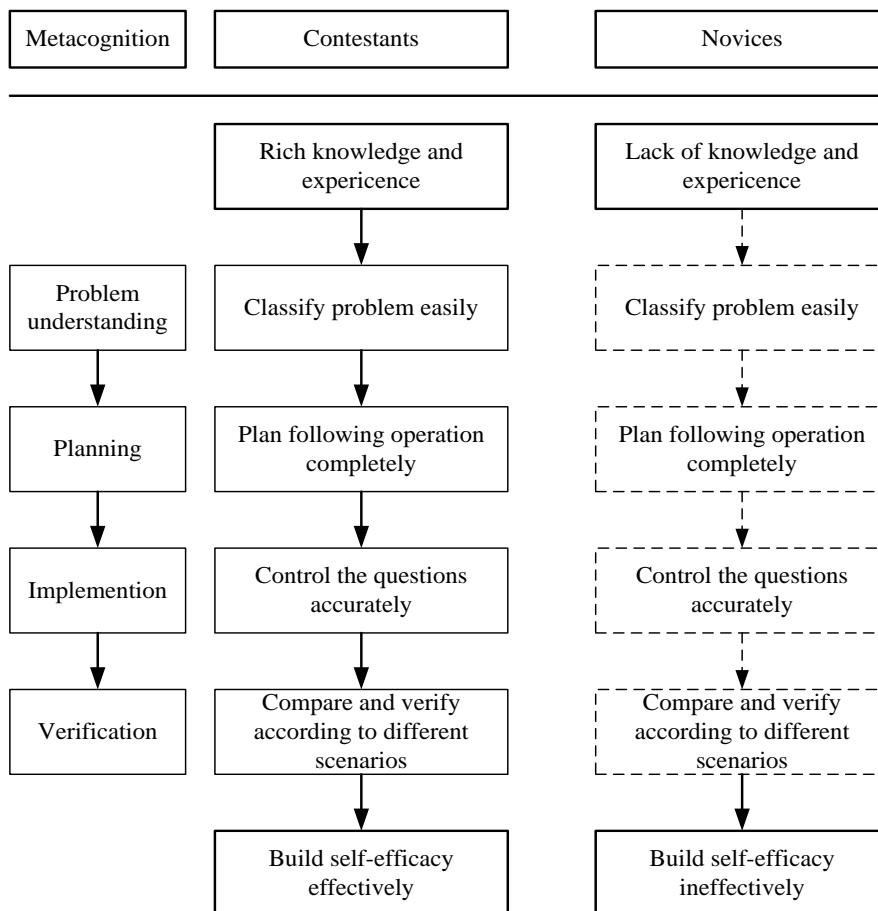 Metacognition
Contestants
Novices
Rich knowledge and
expericence
Lack of knowledge and
expericence
Problem
understanding
Classify problem easily
Classify problem easily
Planning
Plan following operation
completely
Plan following operation
completely
Implemention
Control the questions
accurately
Control the questions
accurately
Verification
Compare and verify
according to different
scenarios
Compare and verify
according to different
scenarios
Build self-efficacy
effectively
Build self-efficacy
ineffectively